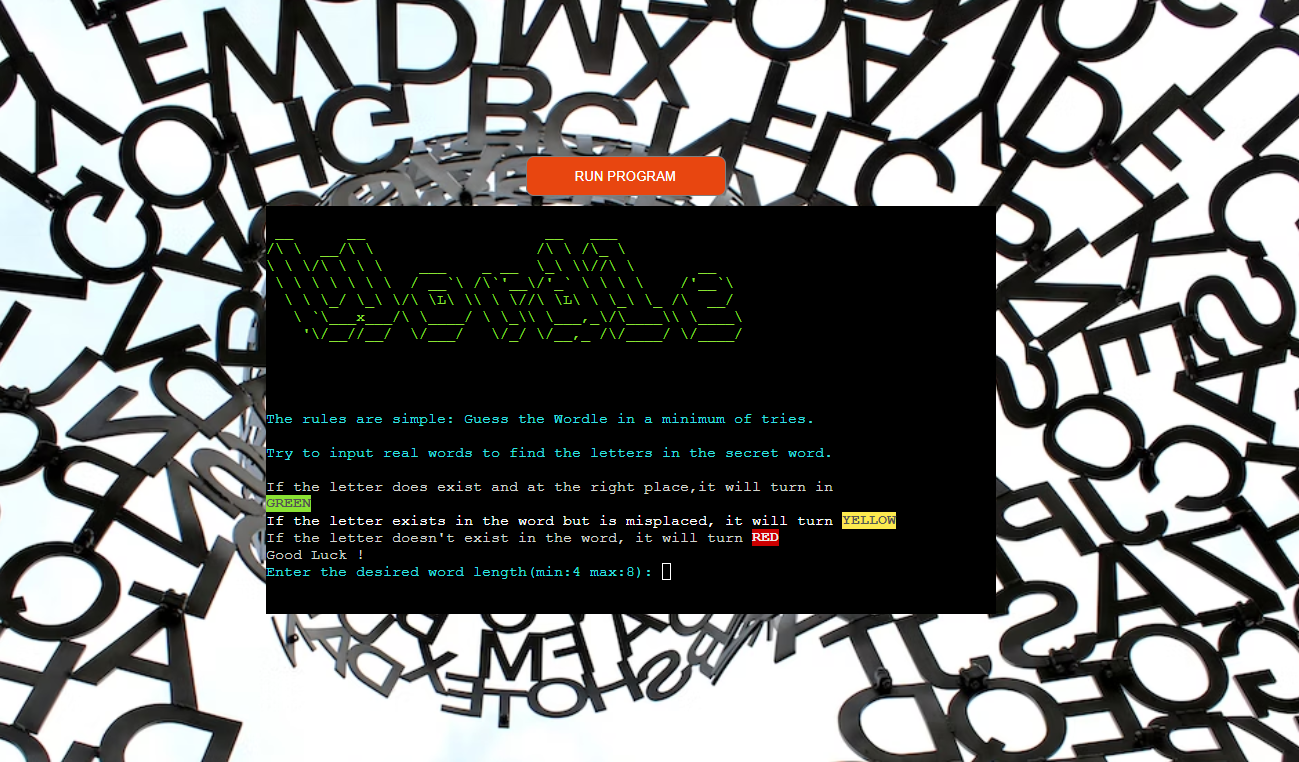 RUN PROGRAM
Wordle
The rules are simple: Guess the Wordle in a minimum of tries.
Try to input real words to find the letters in the secret word.
If the letter does exist and at the right place,it will turn in
GREEN
If the letter exists in the word but is misplaced, it will turn YELLOW
If the letter doesn't exist in the word, it will turn RED
Good Luck !
Enter the desired word length(min:4 max:8):